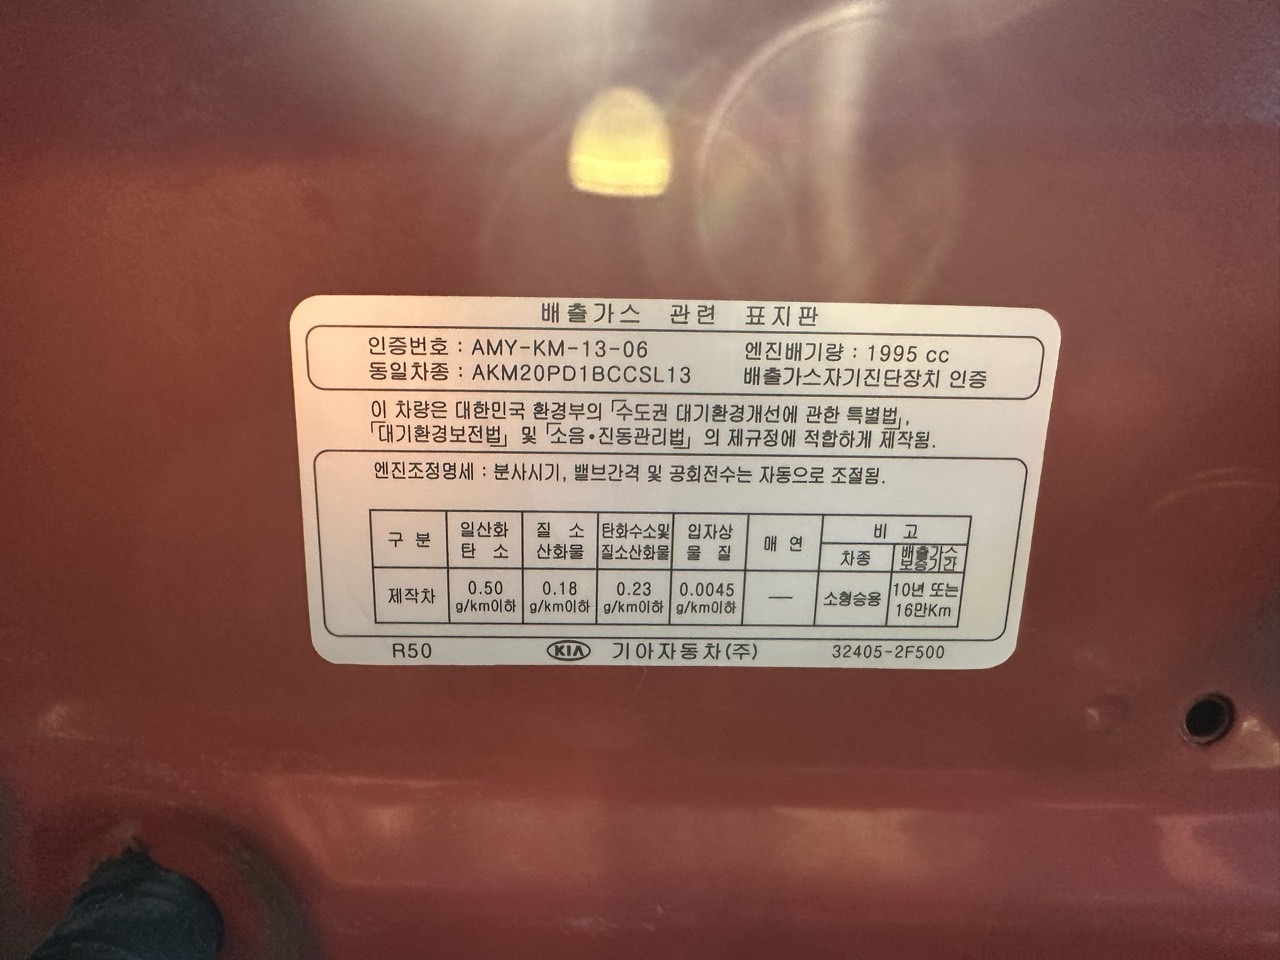 배출가스 관련 표지판
인증번호 : AMY-KM-13-06 엔진배기량 : 1995 cc
동일차종 : AKM20PD1BCCSL13 배출가스자기진단장치 인증
이 차량은 대한민국 환경부의 「수도권 대기환경개선에 관한 특별법」,
「대기환경보전법」 및 「소음•진동관리법」 의 제규정에 적합하게 제작됨.
엔진조정명세 : 분사시기, 밸브간격 및 공회전수는 자동으로 조절됨.
구 분 일산화 탄 소 질 소 산화물 탄화수소및 질소산화물 입자상 물 질 매 연 비 고
차종 배출가스 보증기간
제작차 0.50 g/km이하 0.18 g/km이하 0.23 g/km이하 0.0045 g/km이하 — 소형승용 10년 또는 16만Km
R50 KIA 기아자동차(주) 32405-2F500